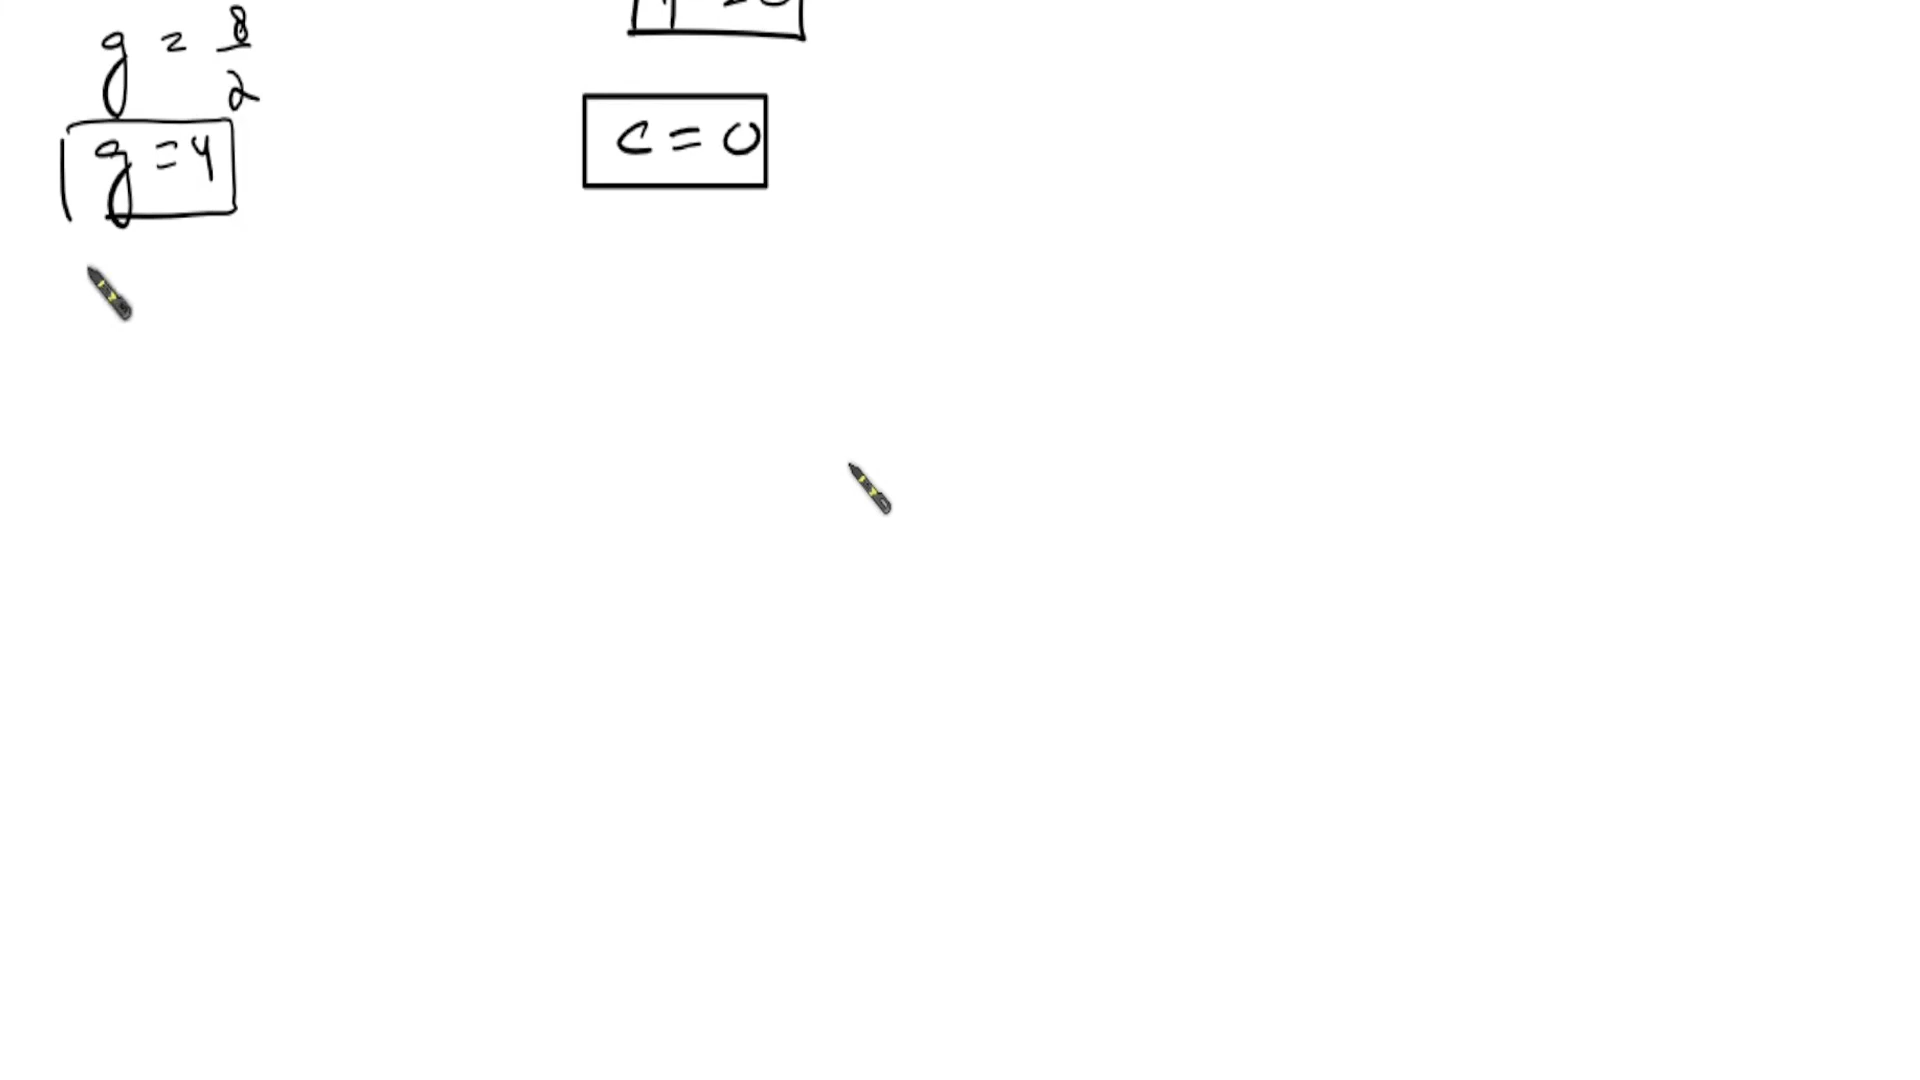 g = 8/2
g = 4
c = 0